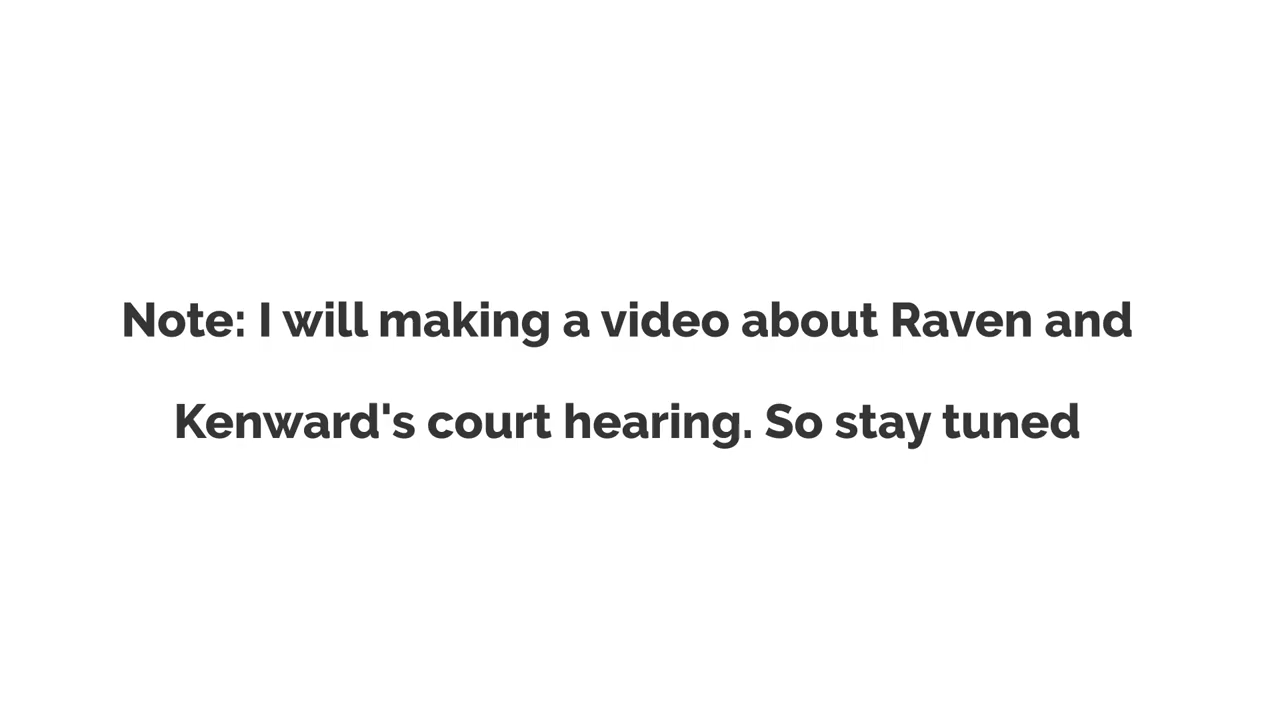 Note: I will making a video about Raven and
Kenward's court hearing. So stay tuned